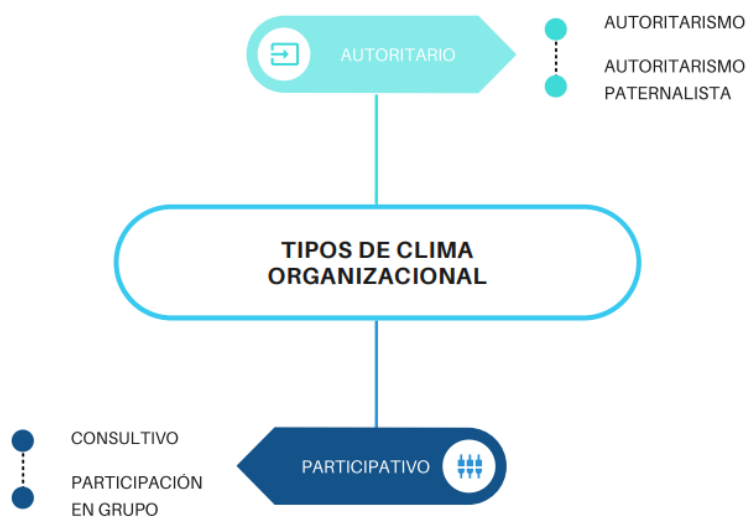 AUTORITARIO
AUTORITARISMO
AUTORITARISMO
PATERNALISTA
TIPOS DE CLIMA
ORGANIZACIONAL
CONSULTIVO
PARTICIPACIÓN
EN GRUPO
PARTICIPATIVO